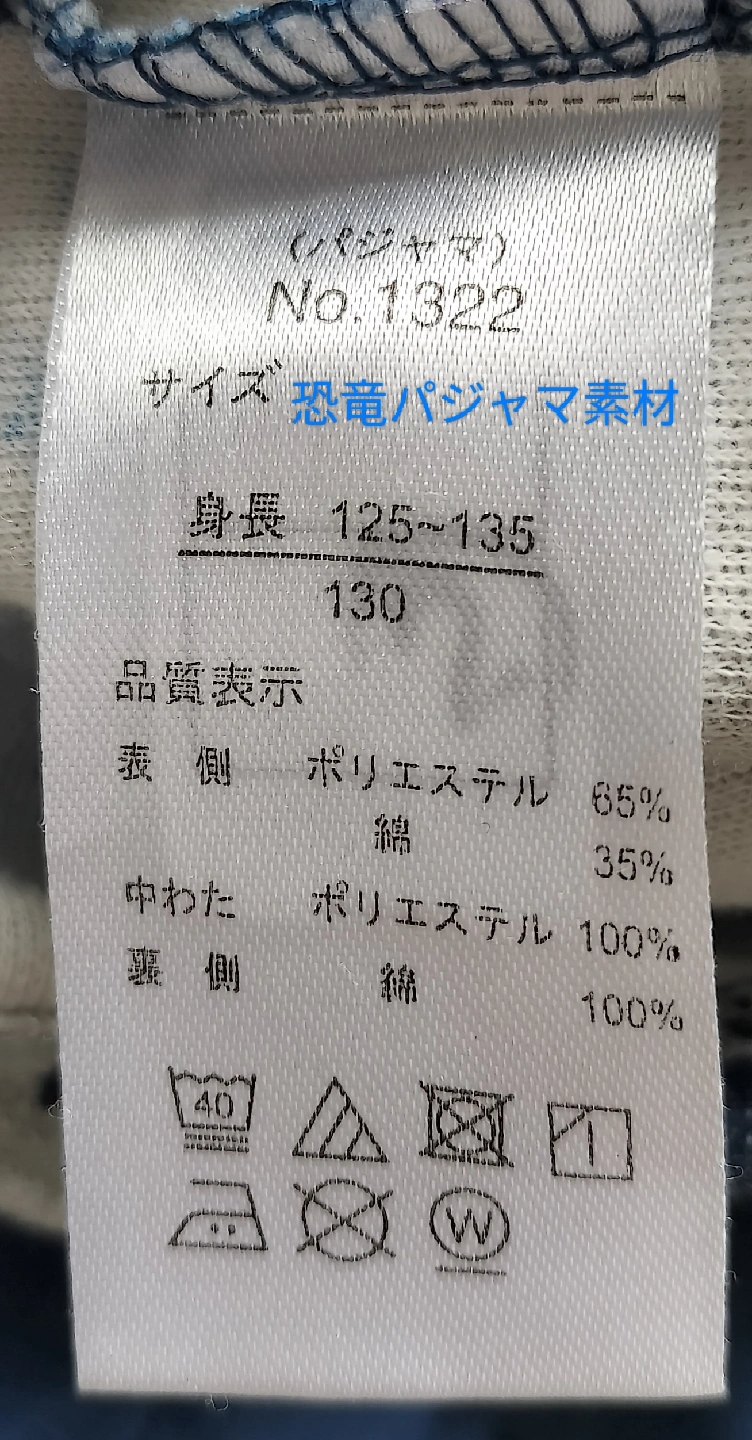 (パジャマ)
No.1322
サイズ 恐竜パジャマ素材
身長 125~135
130
品質表示
表側 ポリエステル 65%
綿 35%
中わた ポリエステル 100%
裏側 綿 100%
40
W